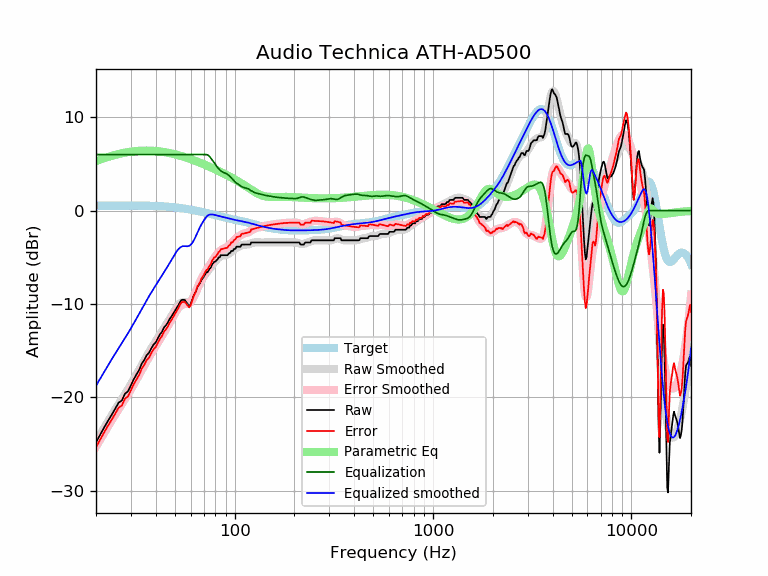 Audio Technica ATH-AD500
10
0
−10
−20
−30
Amplitude (dBr)
Target
Raw Smoothed
Error Smoothed
Raw
Error
Parametric Eq
Equalization
Equalized smoothed
100
1000
10000
Frequency (Hz)